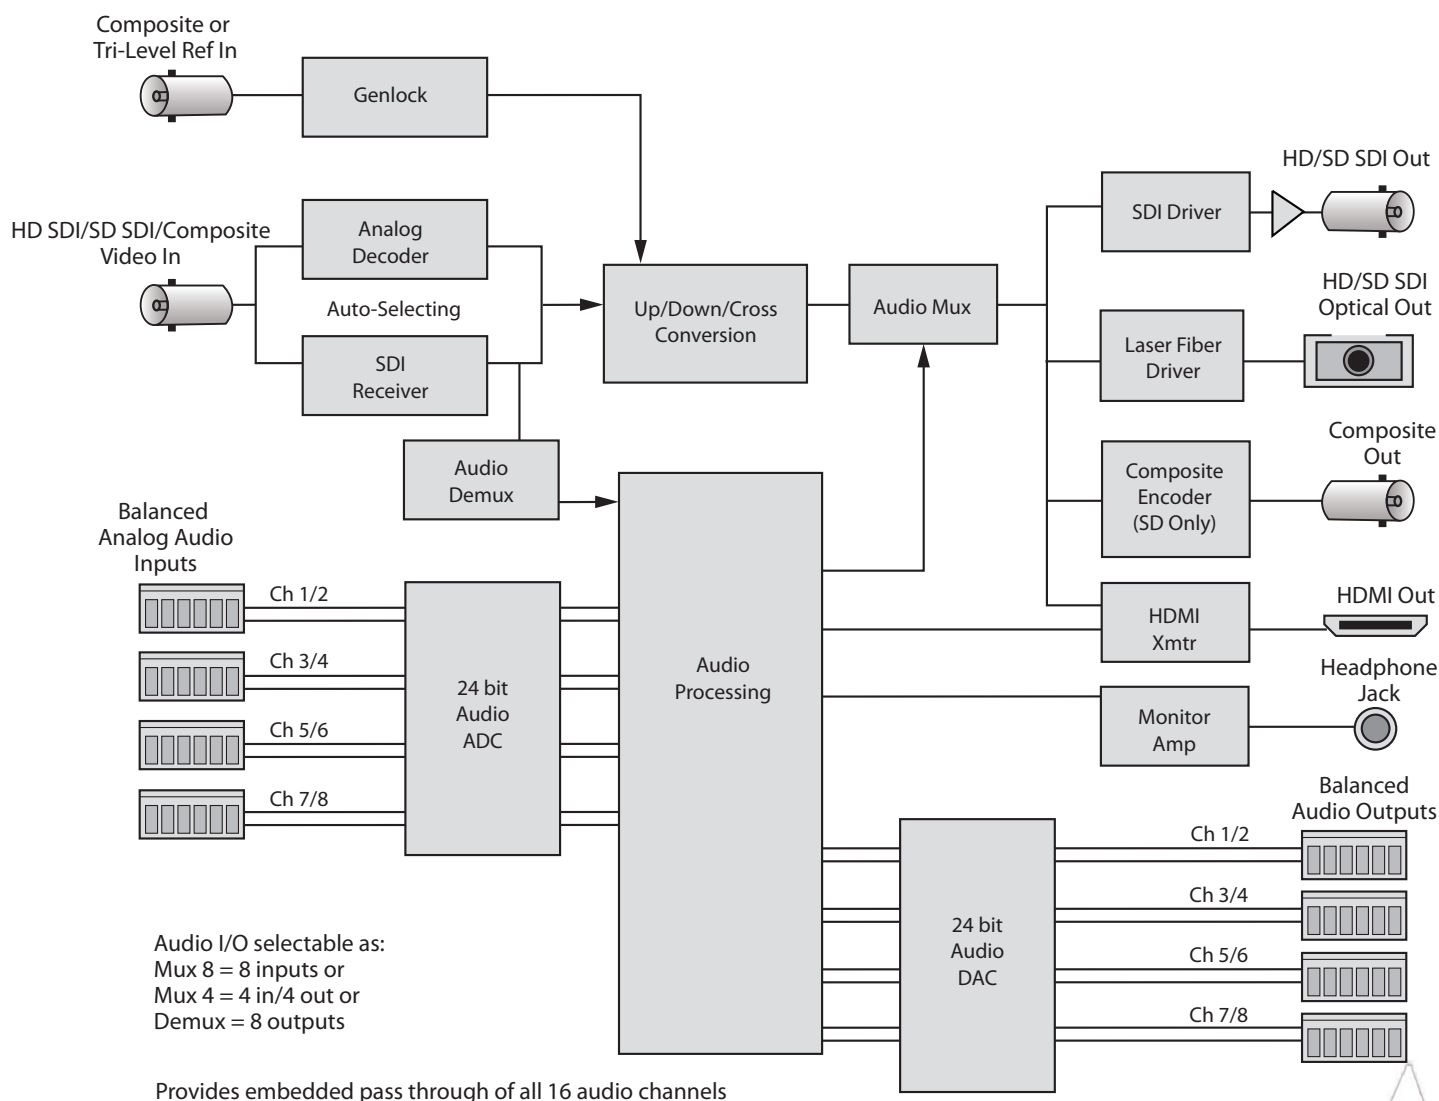 Composite or
Tri-Level Ref In
Genlock
HD SDI/SD SDI/Composite
Video In
Analog
Decoder
Auto-Selecting
SDI
Receiver
Up/Down/Cross
Conversion
Audio Mux
SDI Driver
HD/SD SDI Out
Laser Fiber
Driver
HD/SD SDI
Optical Out
Composite
Encoder
(SD Only)
Composite
Out
HDMI
Xmtr
HDMI Out
Monitor
Amp
Headphone
Jack
Audio
Demux
Balanced
Analog Audio
Inputs
Ch 1/2
Ch 3/4
Ch 5/6
Ch 7/8
24 bit
Audio
ADC
Audio
Processing
24 bit
Audio
DAC
Balanced
Audio Outputs
Ch 1/2
Ch 3/4
Ch 5/6
Ch 7/8
Audio I/O selectable as:
Mux 8 = 8 inputs or
Mux 4 = 4 in/4 out or
Demux = 8 outputs
Provides embedded pass through of all 16 audio channels